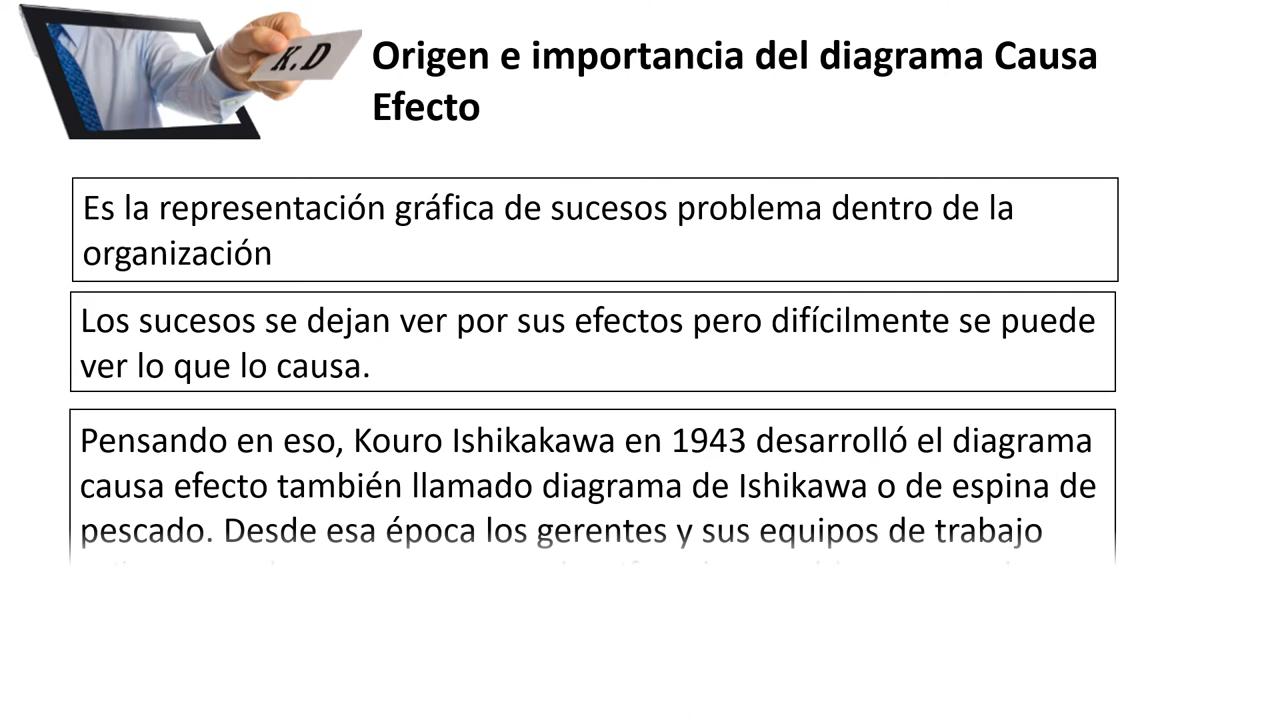 K.D
Origen e importancia del diagrama Causa
Efecto
Es la representación gráfica de sucesos problema dentro de la
organización
Los sucesos se dejan ver por sus efectos pero difícilmente se puede
ver lo que lo causa.
Pensando en eso, Kouro Ishikakawa en 1943 desarrolló el diagrama
causa efecto también llamado diagrama de Ishikawa o de espina de
pescado. Desde esa época los gerentes y sus equipos de trabajo